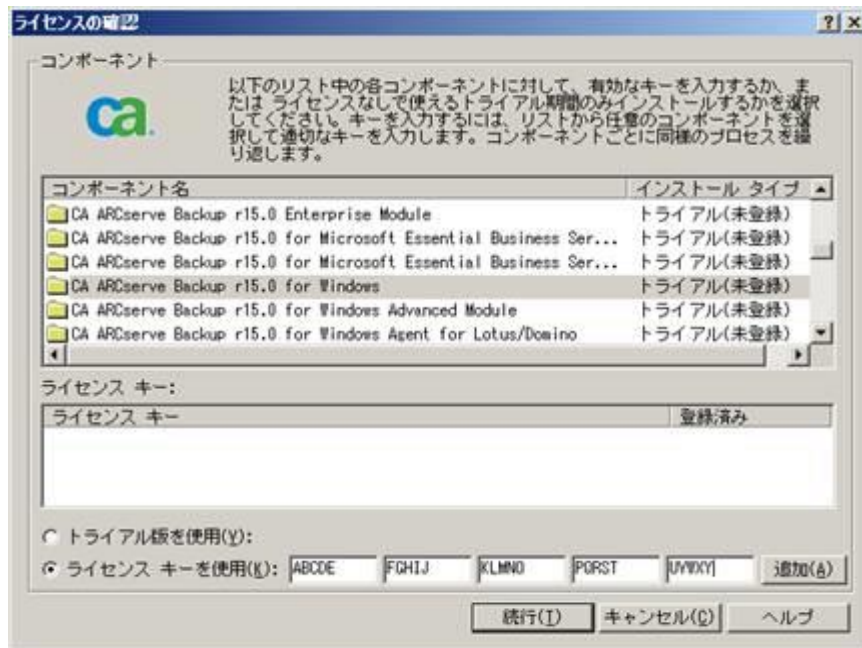 ライセンスの確認
コンポーネント
ca.
以下のリスト中の各コンポーネントに対して、有効なキーを入力するか、ま
たは ライセンスなしで使えるトライアル期間のみインストールするかを選択
してください。キーを入力するには、リストから任意のコンポーネントを選
択して適切なキーを入力します。コンポーネントごとに同様のプロセスを繰
り返します。
コンポーネント名 インストール タイプ
CA ARCserve Backup r15.0 Enterprise Module トライアル(未登録)
CA ARCserve Backup r15.0 for Microsoft Essential Business Ser... トライアル(未登録)
CA ARCserve Backup r15.0 for Microsoft Essential Business Ser... トライアル(未登録)
CA ARCserve Backup r15.0 for Windows トライアル(未登録)
CA ARCserve Backup r15.0 for Windows Advanced Module トライアル(未登録)
CA ARCserve Backup r15.0 for Windows Agent for Lotus/Domino トライアル(未登録)
ライセンス キー:
ライセンス キー 登録済み
トライアル版を使用(Y):
ライセンス キーを使用(K): ABCDE FGHIJ KLMNO PQRST UVWXY 追加(A)
続行(I) キャンセル(C) ヘルプ